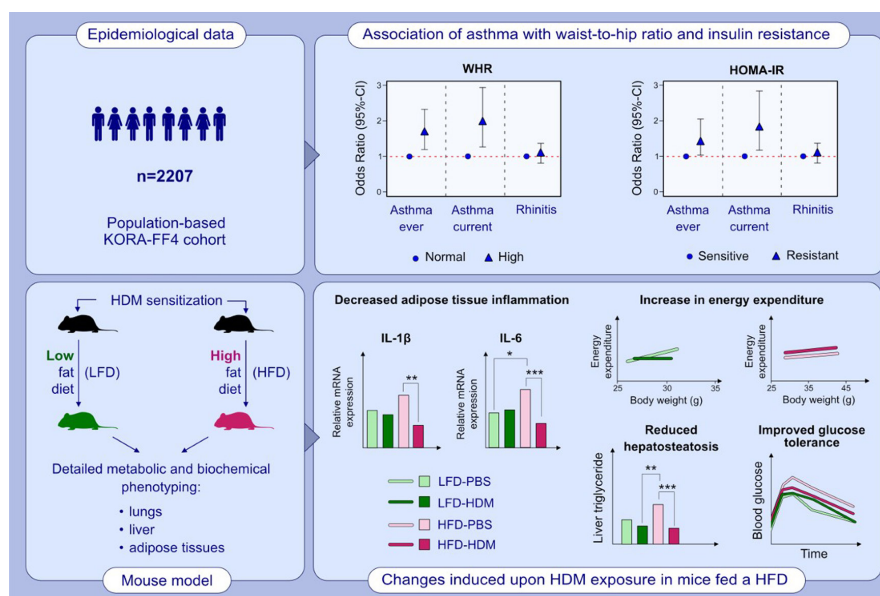 Epidemiological data
n=2207
Population-based
KORA-FF4 cohort
Association of asthma with waist-to-hip ratio and insulin resistance
WHR
Odds Ratio (95%-CI)
3
2
1
0
Asthma
ever
Asthma
current
Rhinitis
Normal
High
HOMA-IR
Odds Ratio (95%-CI)
3
2
1
0
Asthma
ever
Asthma
current
Rhinitis
Sensitive
Resistant
HDM sensitization
Low
fat
diet
(LFD)
High
fat
diet
(HFD)
Detailed metabolic and biochemical
phenotyping:
• lungs
• liver
• adipose tissues
Mouse model
Decreased adipose tissue inflammation
IL-1β
Relative mRNA
expression
**
IL-6
Relative mRNA
expression
*
***
LFD-PBS
LFD-HDM
HFD-PBS
HFD-HDM
Increase in energy expenditure
Energy
expenditure
25
35
Body weight (g)
Energy
expenditure
25
35
45
Body weight (g)
Reduced
hepatosteatosis
Liver triglyceride
**
***
Improved glucose
tolerance
Blood glucose
Time
Changes induced upon HDM exposure in mice fed a HFD